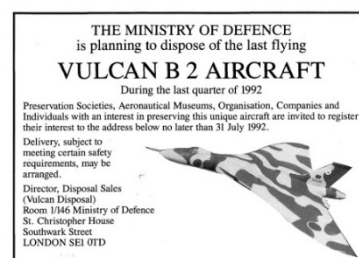 THE MINISTRY OF DEFENCE
is planning to dispose of the last flying
VULCAN B 2 AIRCRAFT
During the last quarter of 1992
Preservation Societies, Aeronautical Museums, Organisation, Companies and
Individuals with an interest in preserving this unique aircraft are invited to register
their interest to the address below no later than 31 July 1992.
Delivery, subject to
meeting certain safety
requirements, may be
arranged.
Director, Disposal Sales
(Vulcan Disposal)
Room 1/146 Ministry of Defence
St. Christopher House
Southwark Street
LONDON SE1 0TD